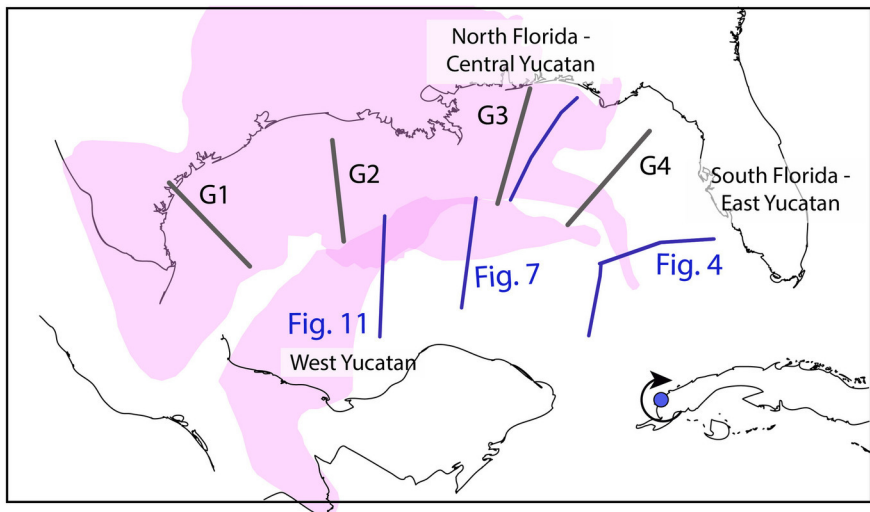 North Florida -
Central Yucatan
G3
G2
G1
G4
South Florida -
East Yucatan
Fig. 4
Fig. 7
Fig. 11
West Yucatan